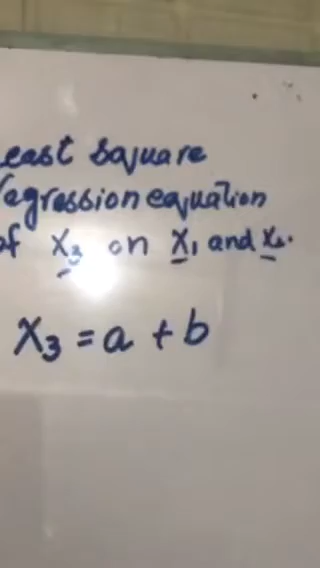 east square
regression equation
of X₃ on X₁ and X₂.
X₃ = a + b